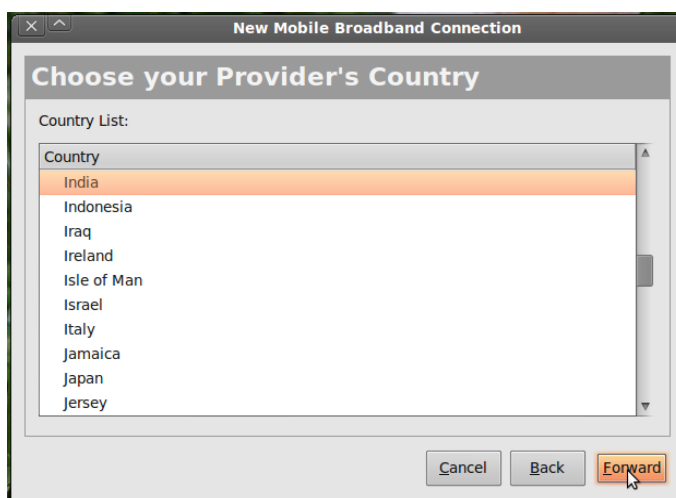 New Mobile Broadband Connection
Choose your Provider's Country
Country List:
Country
India
Indonesia
Iraq
Ireland
Isle of Man
Israel
Italy
Jamaica
Japan
Jersey
Cancel Back Forward